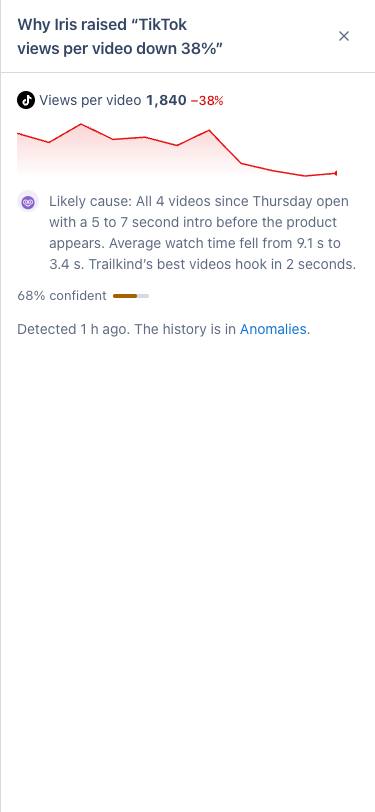 Why Iris raised “TikTok
views per video down 38%”
Views per video 1,840 −38%
Likely cause: All 4 videos since Thursday open
with a 5 to 7 second intro before the product
appears. Average watch time fell from 9.1 s to
3.4 s. Trailkind’s best videos hook in 2 seconds.
68% confident
Detected 1 h ago. The history is in Anomalies.